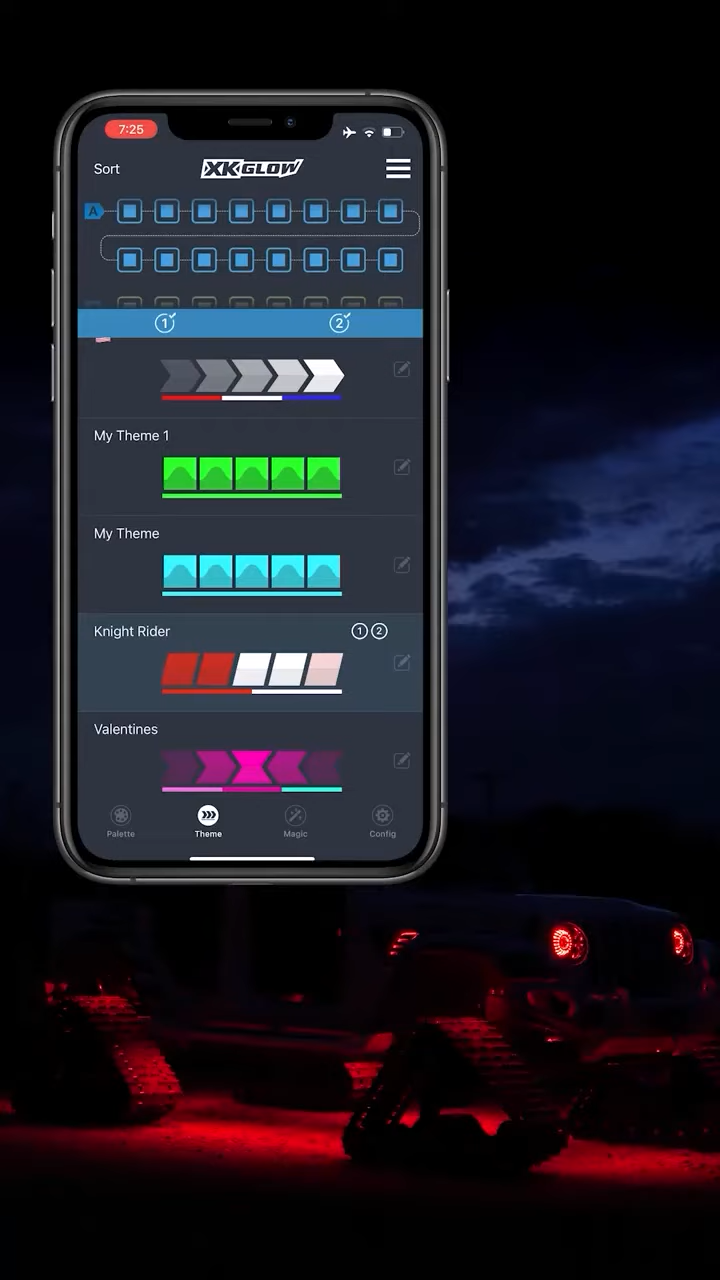 7:25
Sort
XKGLOW
A
1
2
My Theme 1
My Theme
Knight Rider
1 2
Valentines
Palette
Theme
Magic
Config